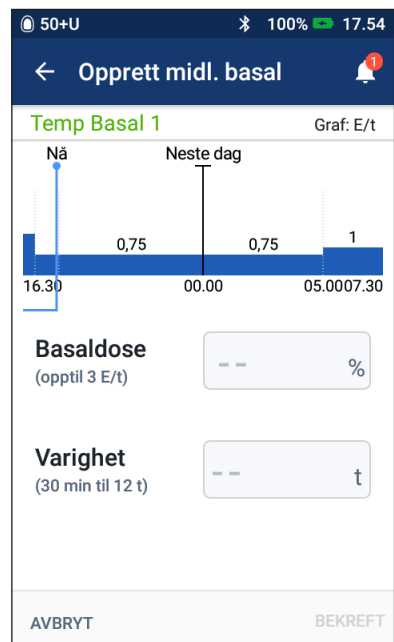 50+U 100% 17.54
Opprett midl. basal 1
Temp Basal 1 Graf: E/t
Nå Neste dag
0,75 0,75 1
16.30 00.00 05.00 07.30
Basaldose
(opptil 3 E/t)
-- %
Varighet
(30 min til 12 t)
-- t
AVBRYT BEKREFT